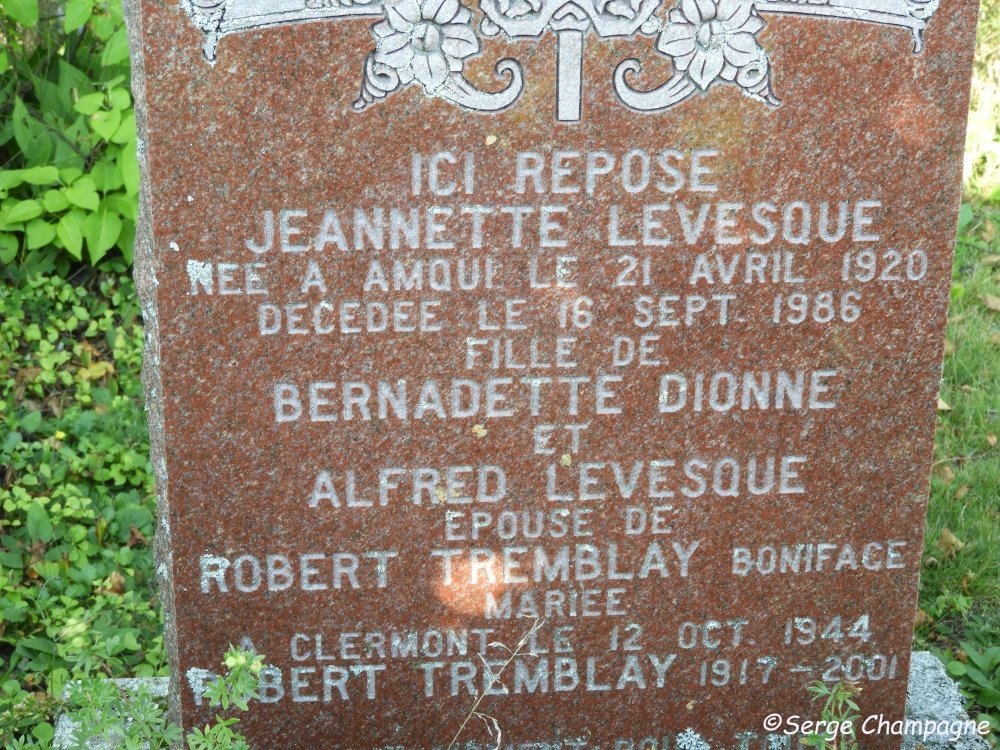 ICI REPOSE
JEANNETTE LEVESQUE
NEE A AMQUI LE 21 AVRIL 1920
DECEDEE LE 16 SEPT. 1986
FILLE DE
BERNADETTE DIONNE
ET
ALFRED LEVESQUE
EPOUSE DE
ROBERT TREMBLAY BONIFACE
MARIEE
A CLERMONT LE 12 OCT. 1944
ROBERT TREMBLAY 1917-2001
©Serge Champagne